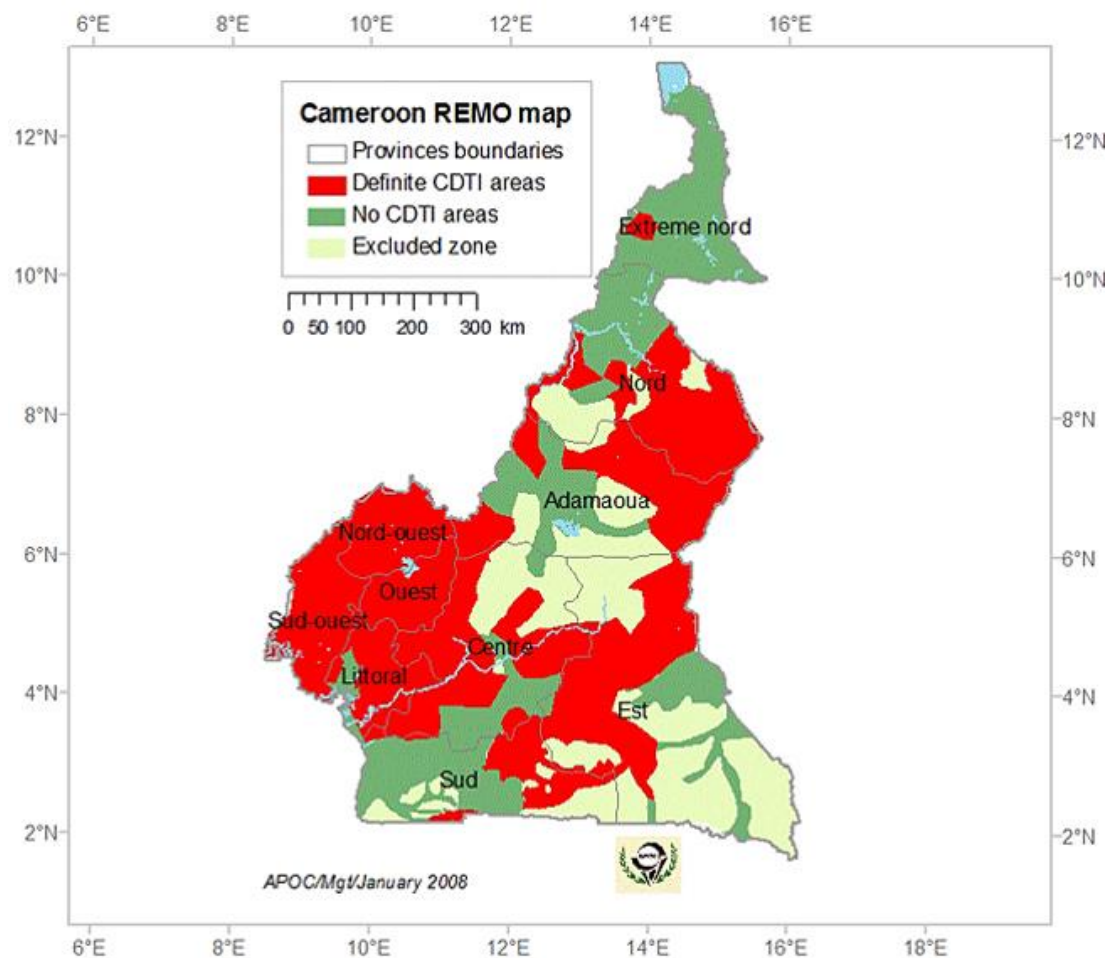 6°E 8°E 10°E 12°E 14°E 16°E
Cameroon REMO map
Provinces boundaries
Definite CDTI areas
No CDTI areas
Excluded zone
0 50 100 200 300 km
12°N 12°N
10°N 10°N
8°N 8°N
6°N 6°N
4°N 4°N
2°N 2°N
Extreme nord
Nord
Adamaoua
Nord-ouest
Ouest
Sud-ouest
Centre
Littoral
Est
Sud
APOC/Mgt/January 2008
6°E 8°E 10°E 12°E 14°E 16°E 18°E